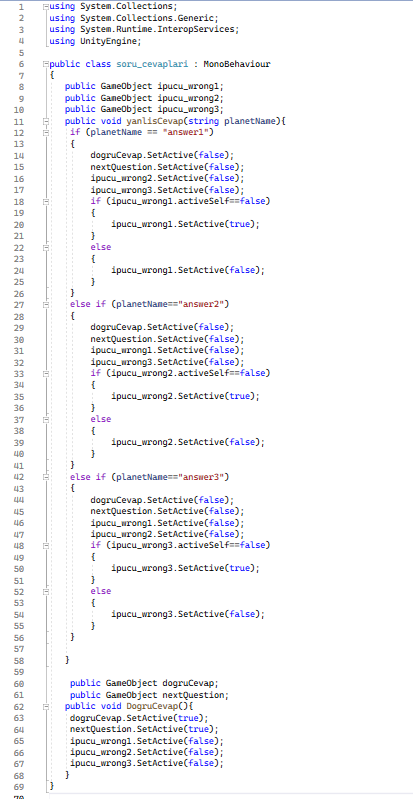 1 using System.Collections;
2 using System.Collections.Generic;
3 using System.Runtime.InteropServices;
4 using UnityEngine;
5
6 public class soru_cevaplari : MonoBehaviour
7 {
8 public GameObject ipucu_wrong1;
9 public GameObject ipucu_wrong2;
10 public GameObject ipucu_wrong3;
11 public void yanlisCevap(string planetName){
12 if (planetName == "answer1")
13 {
14 dogruCevap.SetActive(false);
15 nextQuestion.SetActive(false);
16 ipucu_wrong2.SetActive(false);
17 ipucu_wrong3.SetActive(false);
18 if (ipucu_wrong1.activeSelf==false)
19 {
20 ipucu_wrong1.SetActive(true);
21 }
22 else
23 {
24 ipucu_wrong1.SetActive(false);
25 }
26 }
27 else if (planetName=="answer2")
28 {
29 dogruCevap.SetActive(false);
30 nextQuestion.SetActive(false);
31 ipucu_wrong1.SetActive(false);
32 ipucu_wrong3.SetActive(false);
33 if (ipucu_wrong2.activeSelf==false)
34 {
35 ipucu_wrong2.SetActive(true);
36 }
37 else
38 {
39 ipucu_wrong2.SetActive(false);
40 }
41 }
42 else if (planetName=="answer3")
43 {
44 dogruCevap.SetActive(false);
45 nextQuestion.SetActive(false);
46 ipucu_wrong1.SetActive(false);
47 ipucu_wrong2.SetActive(false);
48 if (ipucu_wrong3.activeSelf==false)
49 {
50 ipucu_wrong3.SetActive(true);
51 }
52 else
53 {
54 ipucu_wrong3.SetActive(false);
55 }
56 }
57
58 }
59
60 public GameObject dogruCevap;
61 public GameObject nextQuestion;
62 public void DogruCevap(){
63 dogruCevap.SetActive(true);
64 nextQuestion.SetActive(true);
65 ipucu_wrong1.SetActive(false);
66 ipucu_wrong2.SetActive(false);
67 ipucu_wrong3.SetActive(false);
68 }
69 }